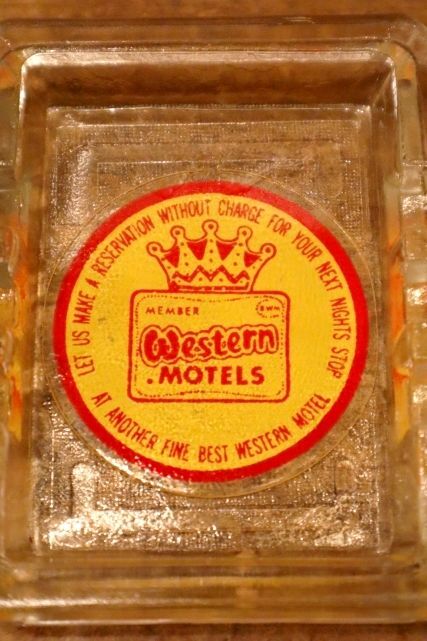 LET US MAKE A RESERVATION WITHOUT CHARGE FOR YOUR NEXT NIGHTS STOP
MEMBER BWM
Western
.MOTELS
AT ANOTHER FINE BEST WESTERN MOTEL